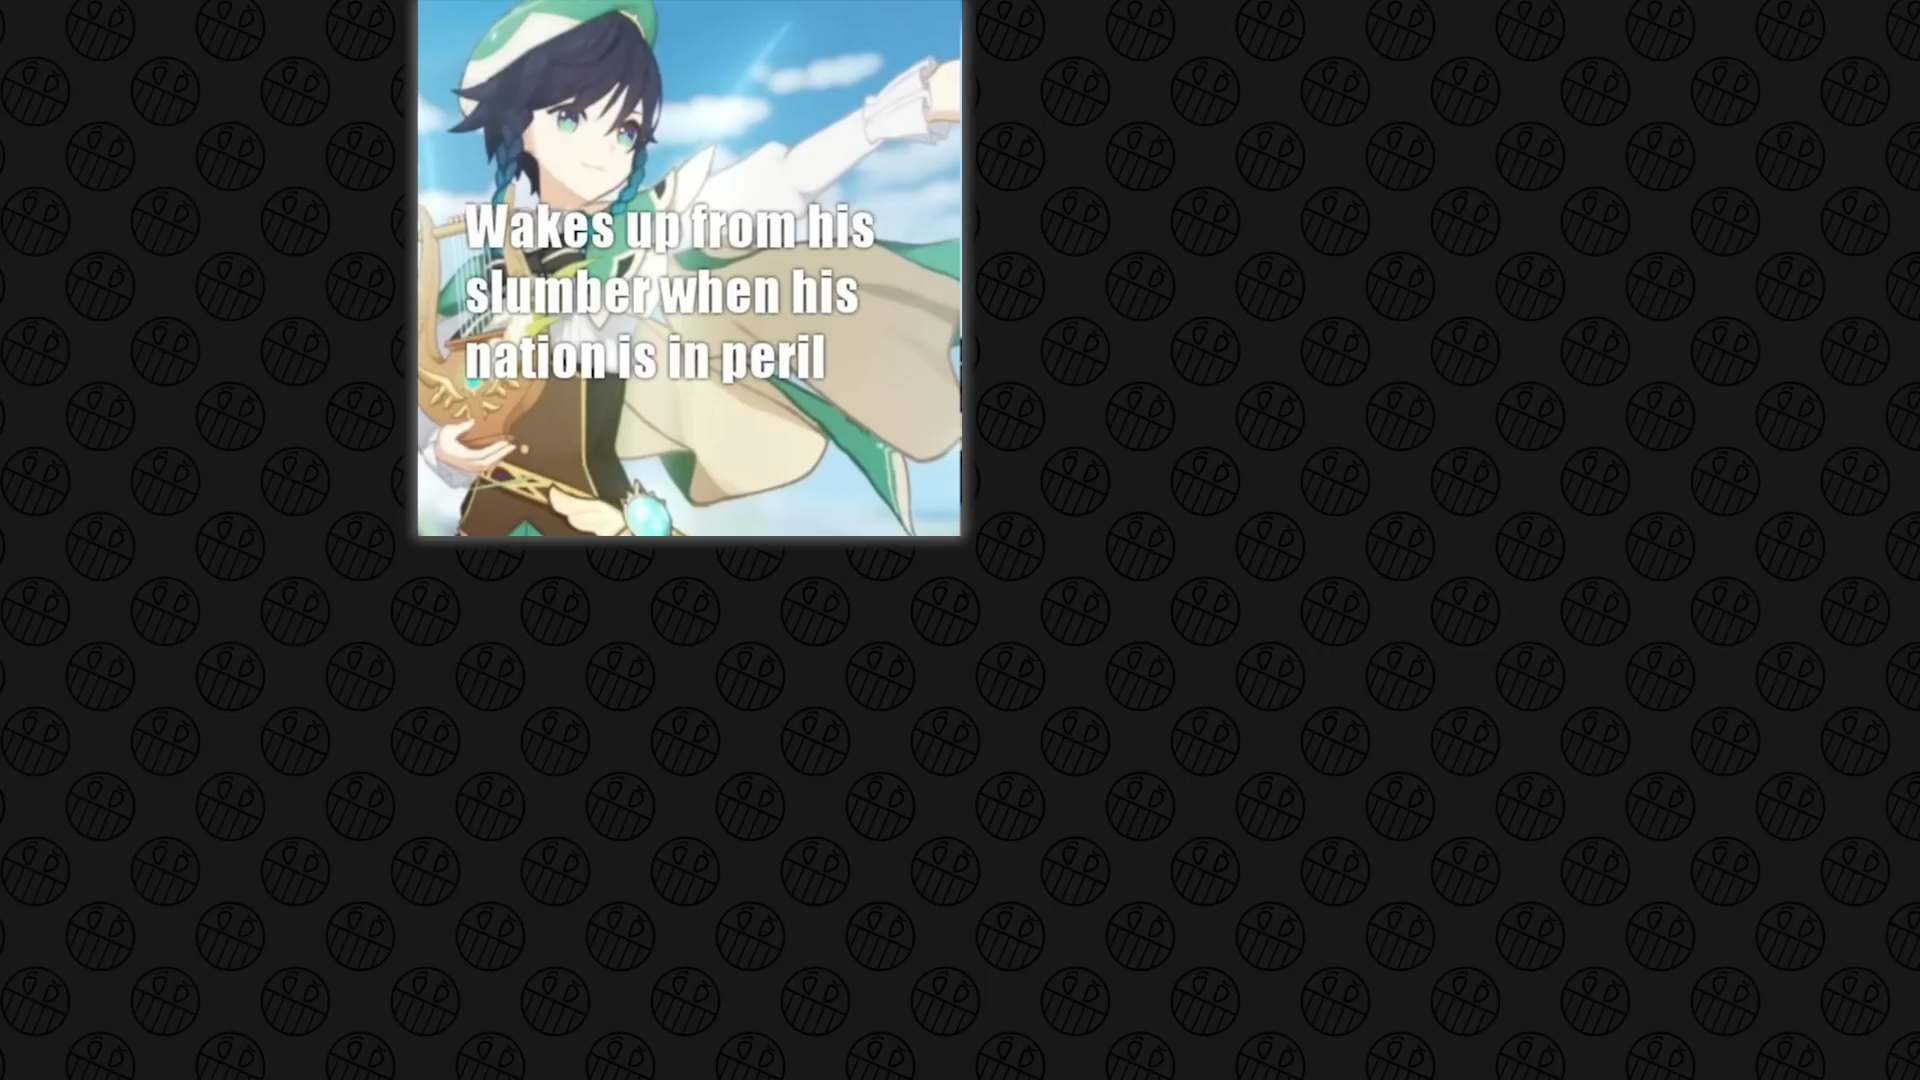 Wakes up from his
slumber when his
nation is in peril